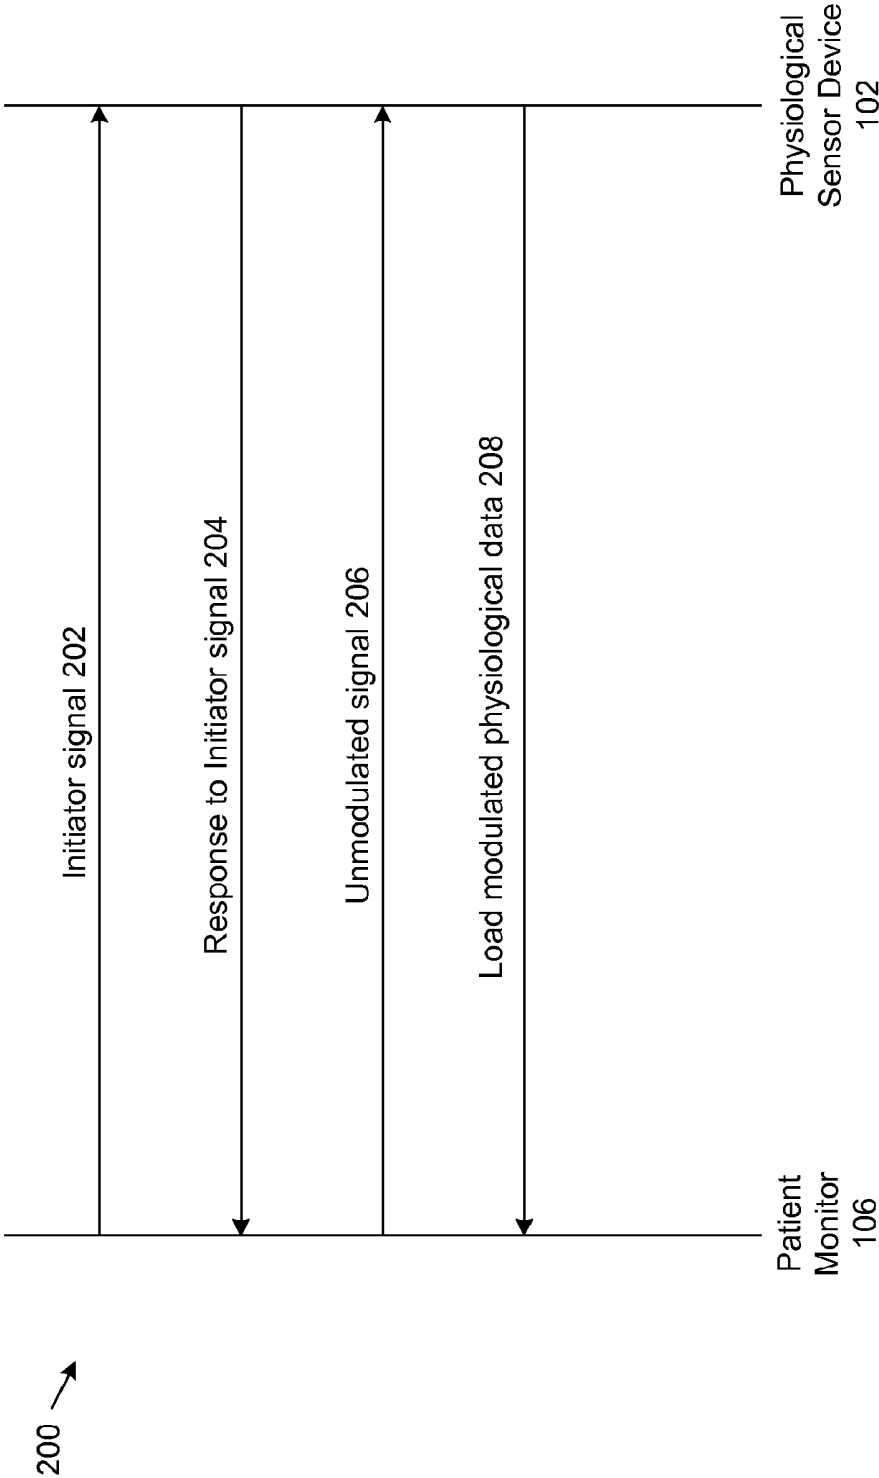 200
Initiator signal 202
Response to Initiator signal 204
Unmodulated signal 206
Load modulated physiological data 208
Patient
Monitor
106
Physiological
Sensor Device
102